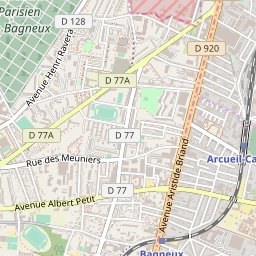 Parisien
Bagneux
D 128
D 920
Avenue Henri Ravera
D 77A
D 77A
D 77
Rue des Meuniers
Arcueil-Ca
Avenue Aristide Briand
D 77
Avenue Albert Petit
Bagneux